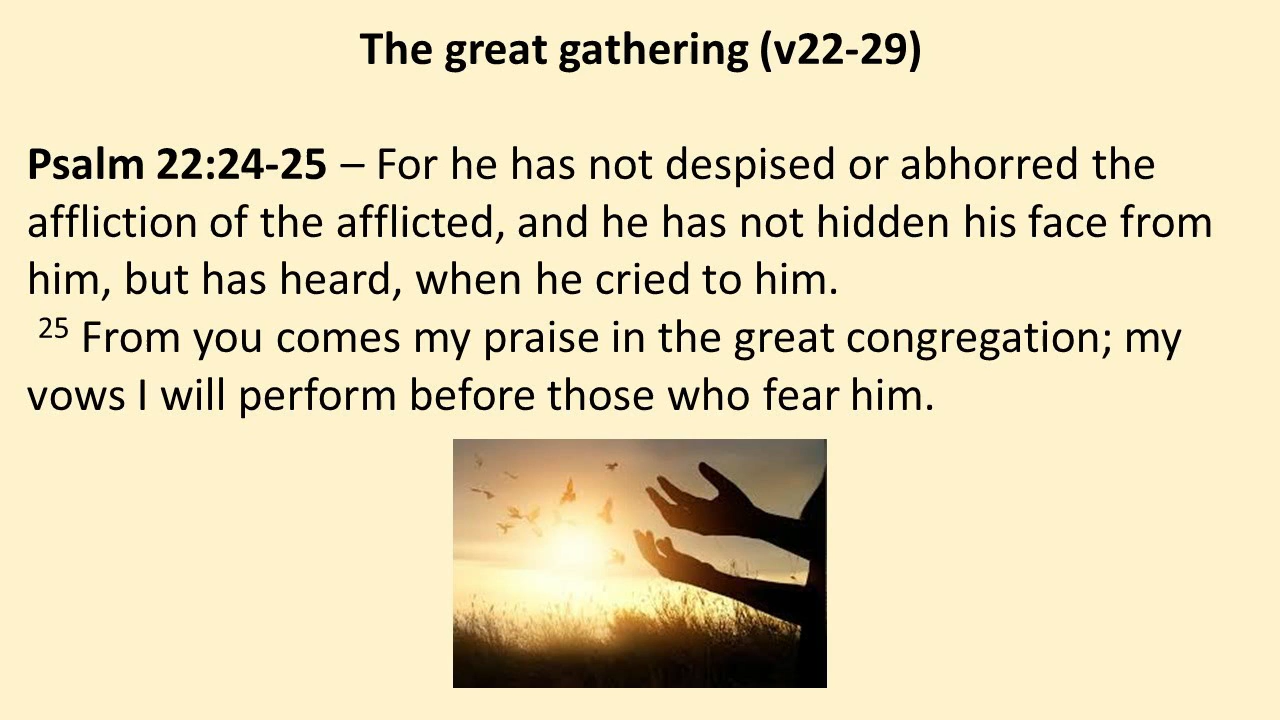 The great gathering (v22-29)
Psalm 22:24-25 – For he has not despised or abhorred the
affliction of the afflicted, and he has not hidden his face from
him, but has heard, when he cried to him.
25 From you comes my praise in the great congregation; my
vows I will perform before those who fear him.